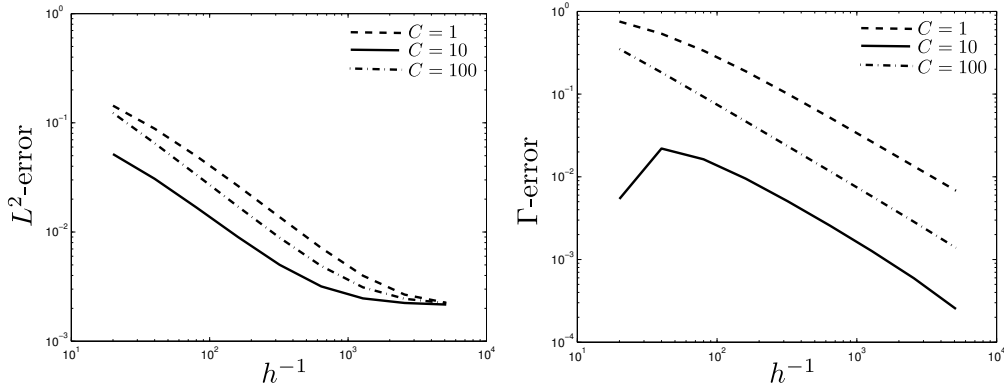 10^0
10^{-1}
10^{-2}
10^{-3}
10^1
10^2
10^3
10^4
L^2-error
h^{-1}
C = 1
C = 10
C = 100
10^0
10^{-1}
10^{-2}
10^{-3}
10^{-4}
10^1
10^2
10^3
10^4
Γ-error
h^{-1}
C = 1
C = 10
C = 100